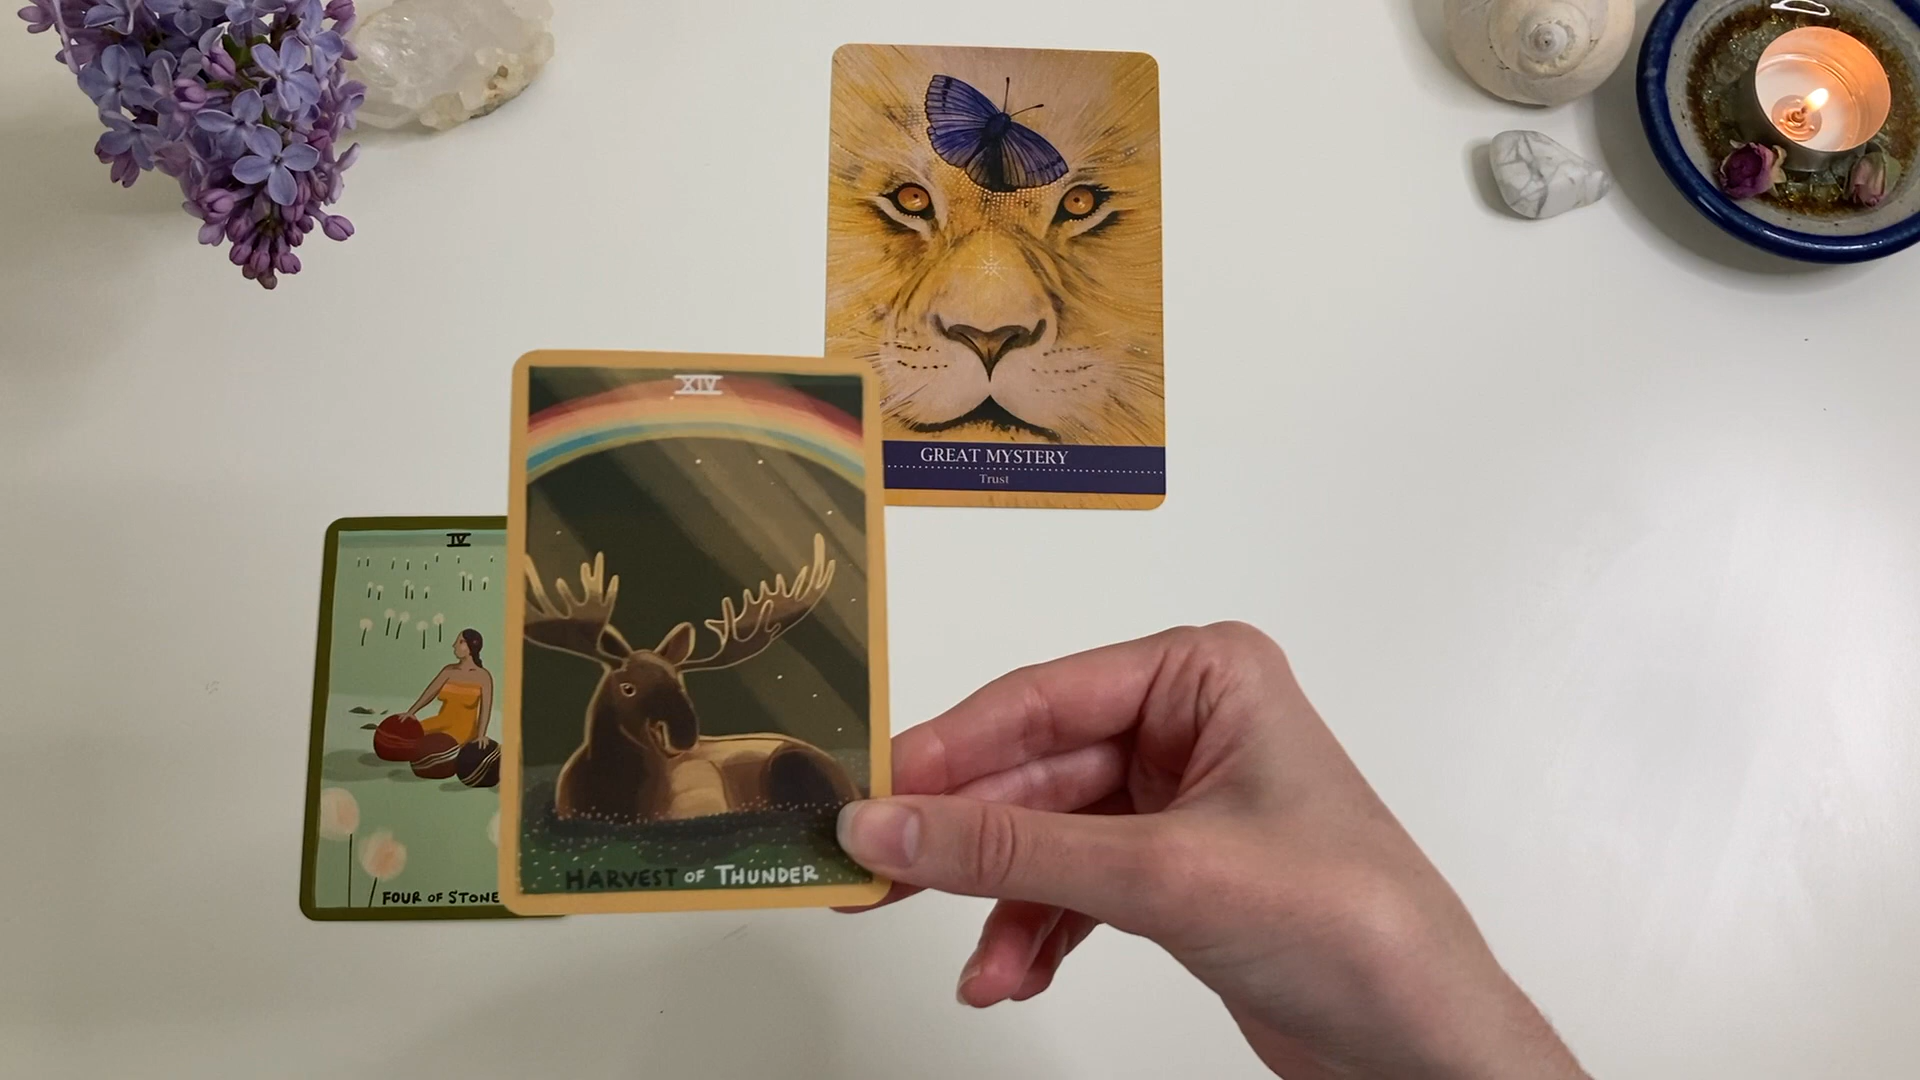 GREAT MYSTERY
Trust
XIV
HARVEST OF THUNDER
IV
FOUR OF STONE